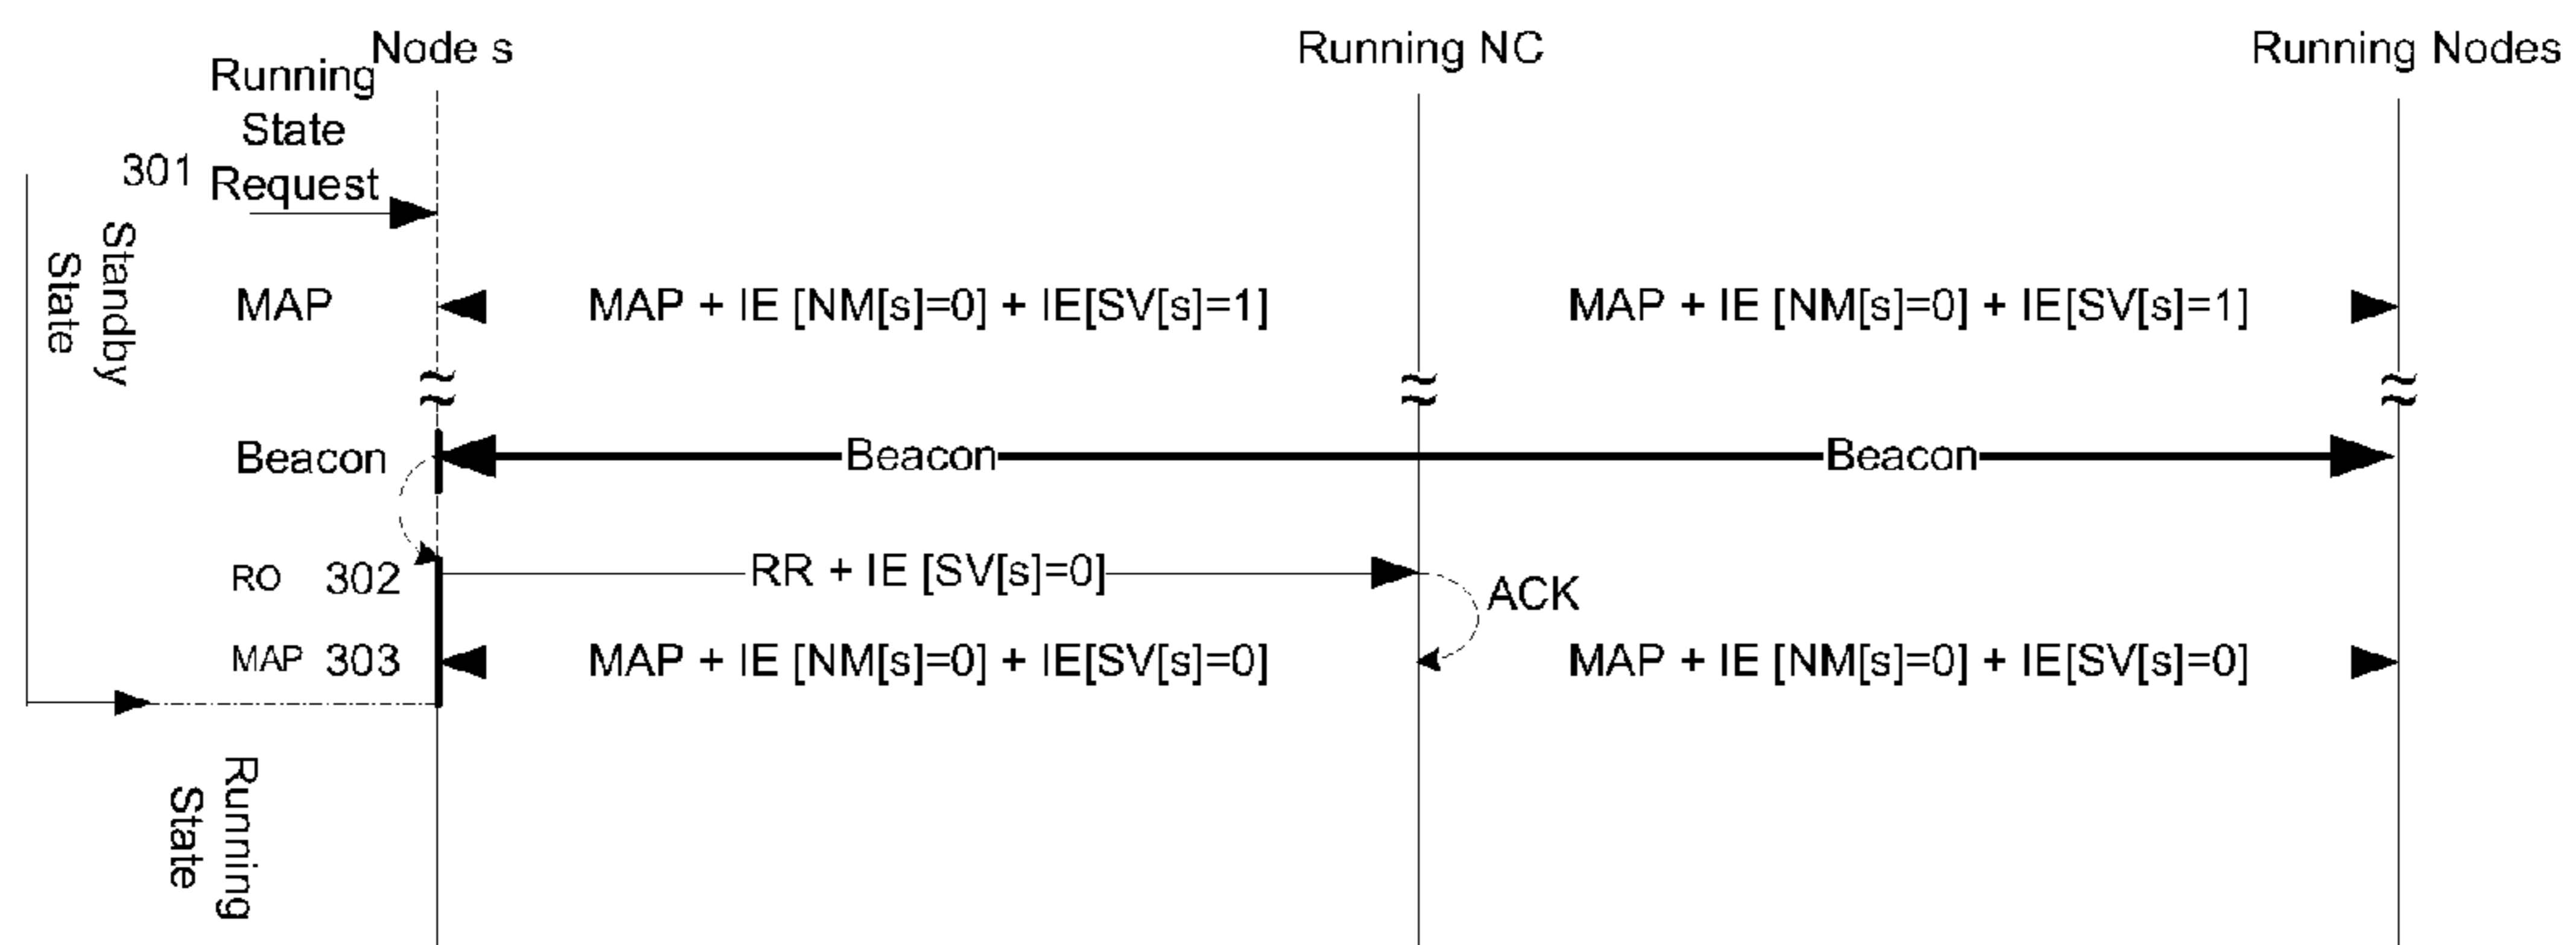 Node s
Running NC
Running Nodes
Running
State
301 Request
Standby
State
MAP
MAP + IE [NM[s]=0] + IE[SV[s]=1]
MAP + IE [NM[s]=0] + IE[SV[s]=1]
Beacon
Beacon
Beacon
RO 302
RR + IE [SV[s]=0]
ACK
MAP 303
MAP + IE [NM[s]=0] + IE[SV[s]=0]
MAP + IE [NM[s]=0] + IE[SV[s]=0]
Running
State